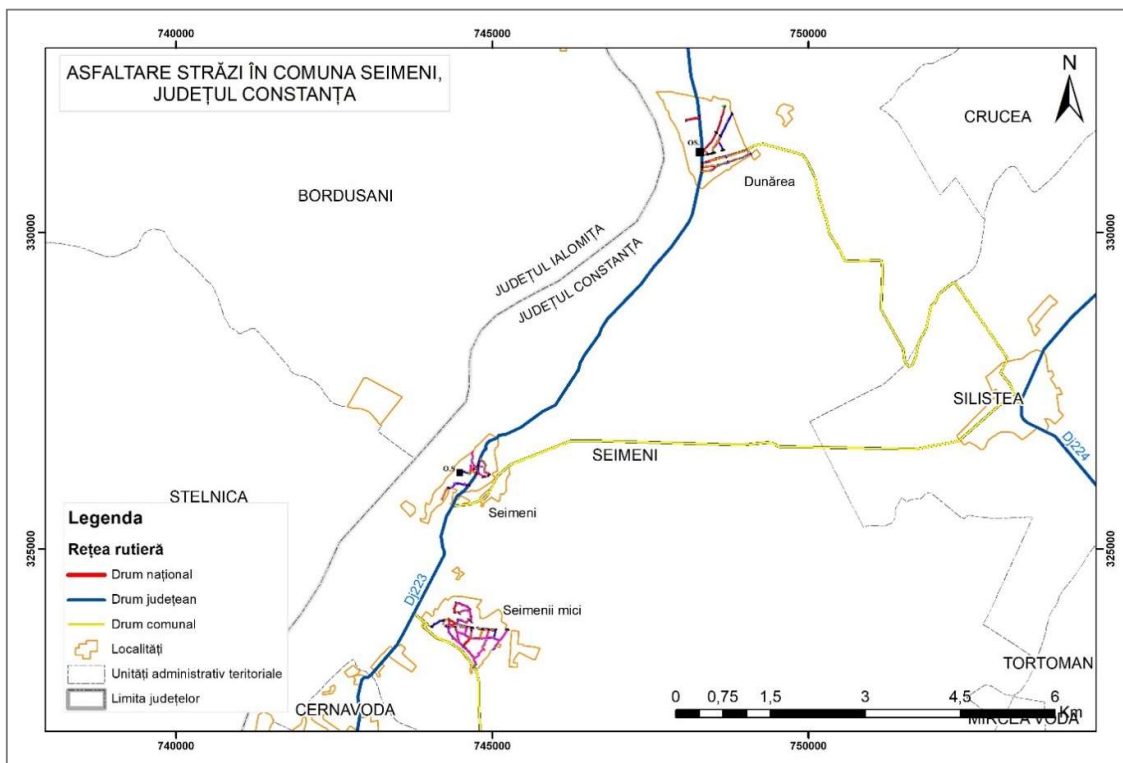 740000
745000
750000
ASFALTARE STRĂZI ÎN COMUNA SEIMENI,
JUDEȚUL CONSTANȚA
N
CRUCEA
O.S.
Dunărea
BORDUSANI
330000
330000
JUDEȚUL IALOMIȚA
JUDEȚUL CONSTANȚA
SILISTEA
Dj224
SEIMENI
O.S.
STELNICA
Seimeni
325000
325000
Legenda
Rețea rutieră
Drum național
Drum județean
Drum comunal
Localități
Unități administrativ teritoriale
Limita județelor
Dj223
Seimenii mici
TORTOMAN
CERNAVODA
0 0,75 1,5 3 4,5 6
Km
MIRCEA VODA
740000
745000
750000